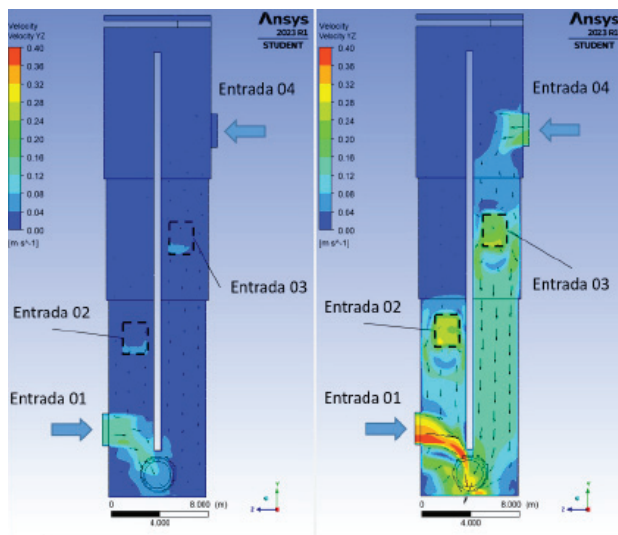 Velocity
Velocity YZ
0.40
0.36
0.32
0.28
0.24
0.20
0.16
0.12
0.08
0.04
0.00
[m s^-1]
Ansys
2023 R1
STUDENT
Entrada 04
Entrada 03
Entrada 02
Entrada 01
0
8.000
(m)
4.000
Y
Z
Velocity
Velocity YZ
0.40
0.36
0.32
0.28
0.24
0.20
0.16
0.12
0.08
0.04
0.00
[m s^-1]
Ansys
2023 R1
STUDENT
Entrada 04
Entrada 03
Entrada 02
Entrada 01
0
8.000
(m)
4.000
Y
Z